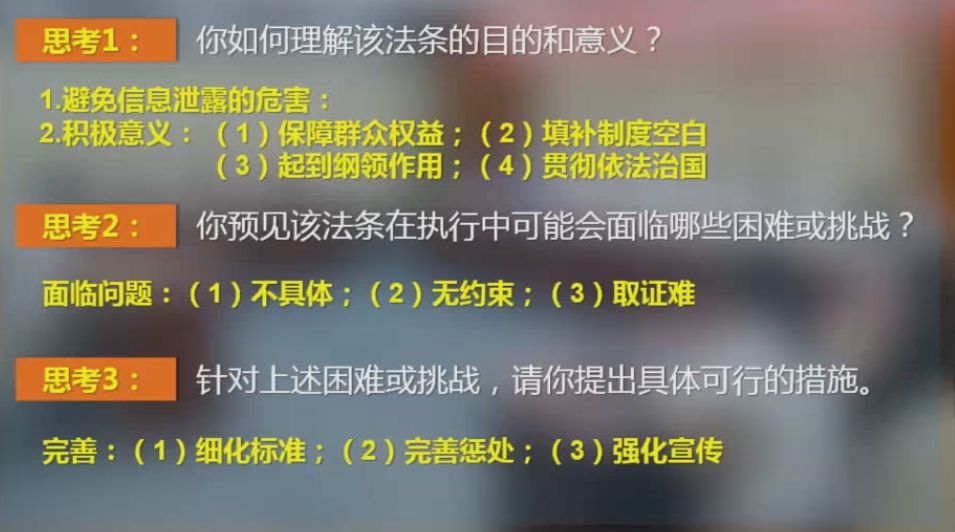 思考1： 你如何理解该法条的目的和意义？
1.避免信息泄露的危害：
2.积极意义：（1）保障群众权益；（2）填补制度空白
（3）起到纲领作用；（4）贯彻依法治国
思考2： 你预见该法条在执行中可能会面临哪些困难或挑战？
面临问题：（1）不具体；（2）无约束；（3）取证难
思考3： 针对上述困难或挑战，请你提出具体可行的措施。
完善：（1）细化标准；（2）完善惩处；（3）强化宣传